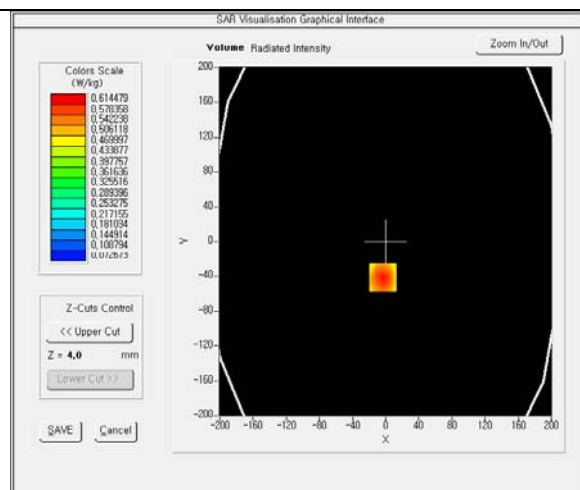 SAR Visualisation Graphical Interface
Volume Radiated Intensity
Zoom In/Out
Colors Scale
(W/kg)
0.614479
0.578358
0.542238
0.506118
0.469997
0.433877
0.397757
0.361636
0.325516
0.289396
0.253275
0.217155
0.181034
0.144914
0.108794
0.072673
200
160
120
80
40
0
-40
-80
-120
-160
-200
Y
-200 -160 -120 -80 -40 0 40 80 120 160 200
X
Z-Cuts Control
<< Upper Cut
Z = 4.0 mm
Lower Cut >>
SAVE Cancel